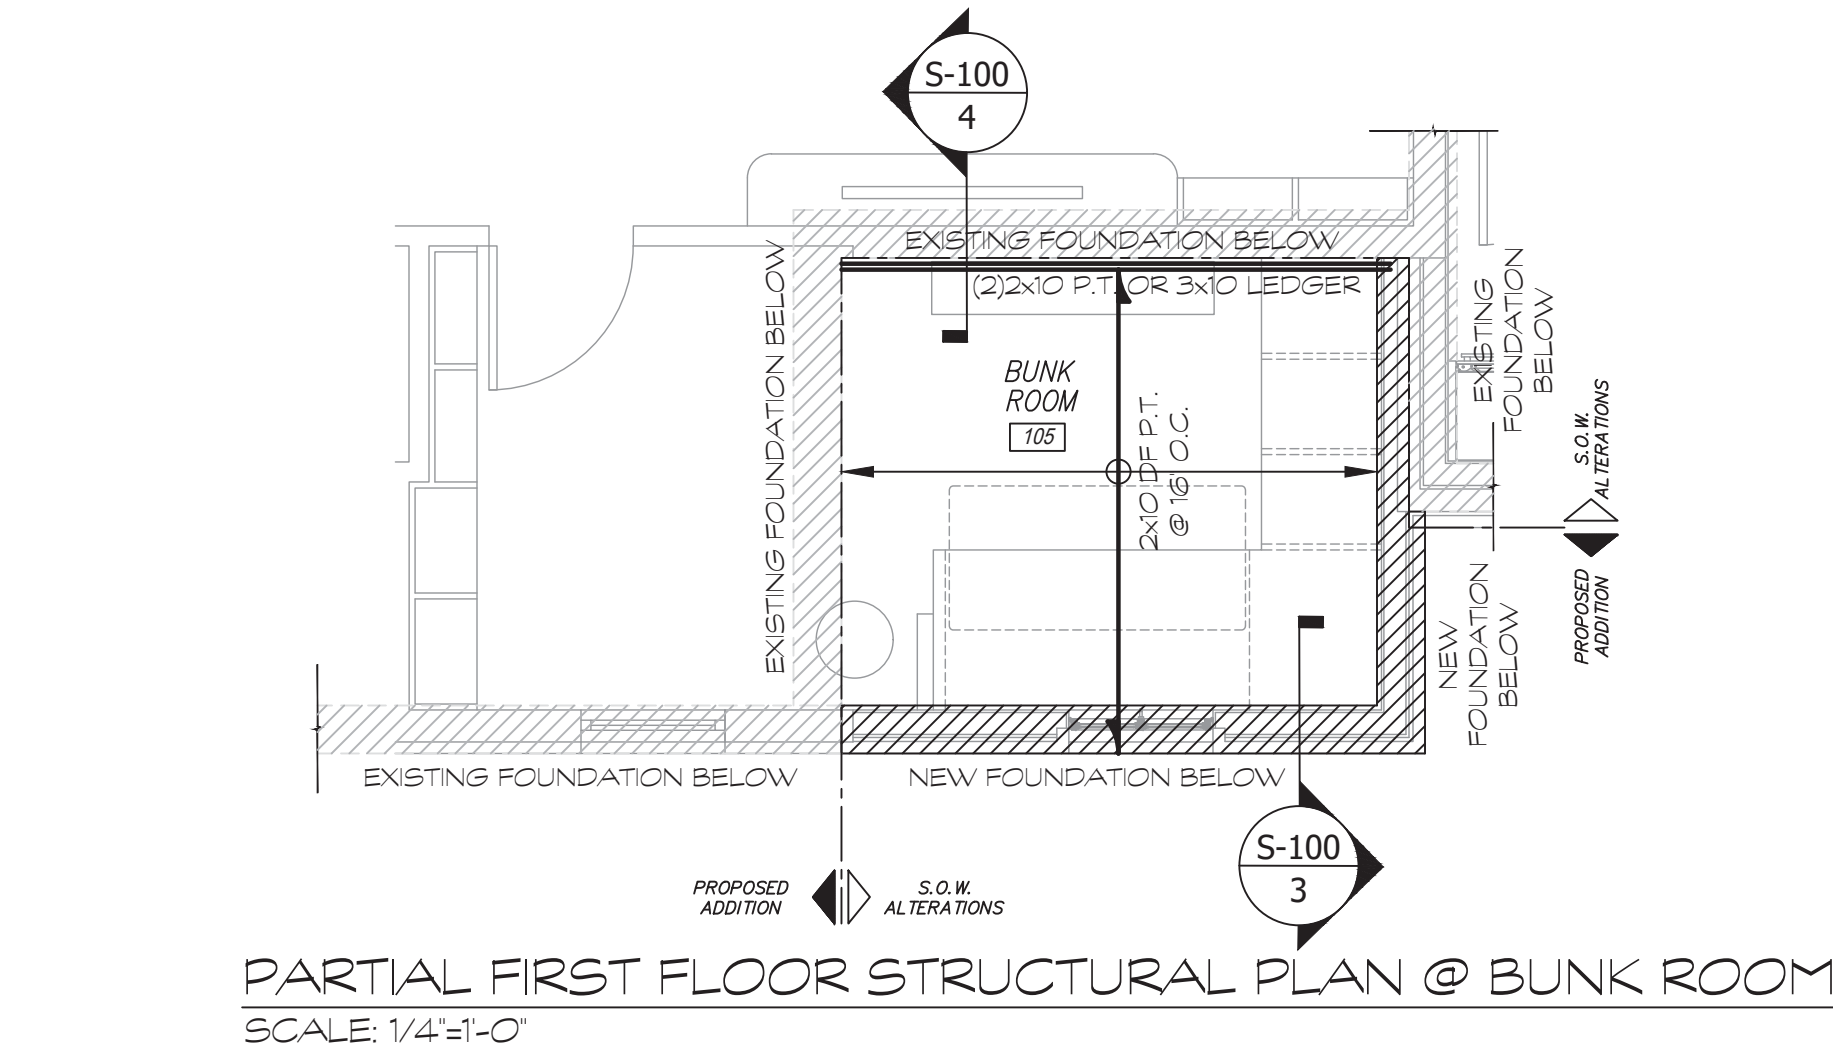 S-100
4
EXISTING FOUNDATION BELOW
(2)2x10 P.T. OR 3x10 LEDGER
EXISTING FOUNDATION BELOW
BUNK
ROOM
105
2x10 DF P.T.
@ 16" O.C.
EXISTING
FOUNDATION
BELOW
S.O.W.
ALTERATIONS
PROPOSED
ADDITION
NEW
FOUNDATION
BELOW
EXISTING FOUNDATION BELOW
NEW FOUNDATION BELOW
S-100
3
PROPOSED
ADDITION
S.O.W.
ALTERATIONS
PARTIAL FIRST FLOOR STRUCTURAL PLAN @ BUNK ROOM
SCALE: 1/4"=1'-0"